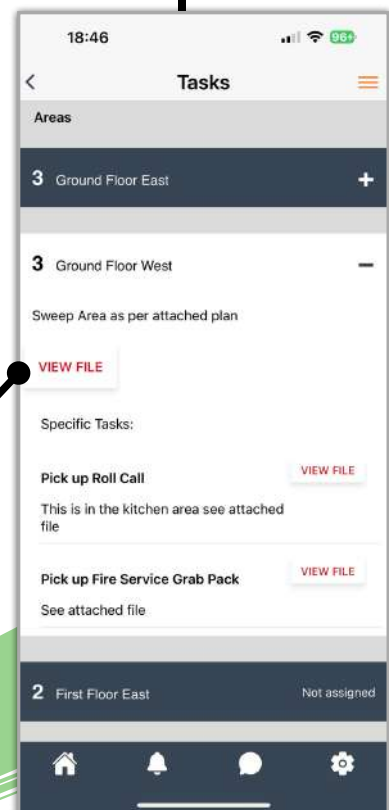 18:46
96+
Tasks
Areas
3 Ground Floor East +
3 Ground Floor West −
Sweep Area as per attached plan
VIEW FILE
Specific Tasks:
Pick up Roll Call VIEW FILE
This is in the kitchen area see attached
file
Pick up Fire Service Grab Pack VIEW FILE
See attached file
2 First Floor East Not assigned